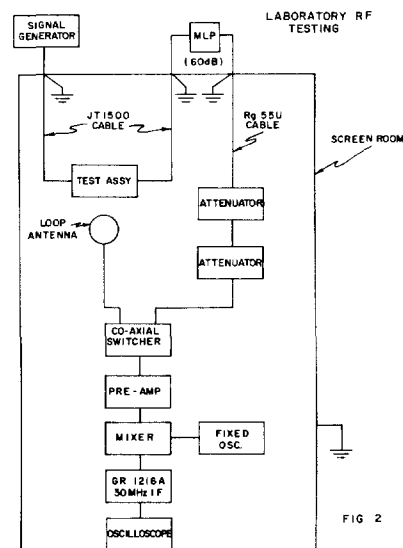 LABORATORY RF
TESTING
SIGNAL
GENERATOR
MLP
(60dB)
JT1500
CABLE
Rg 55U
CABLE
SCREEN ROOM
TEST ASSY
ATTENUATOR
LOOP
ANTENNA
ATTENUATOR
CO-AXIAL
SWITCHER
PRE-AMP
MIXER
FIXED
OSC.
GR 1216A
30MHz IF
OSCILLOSCOPE
FIG 2